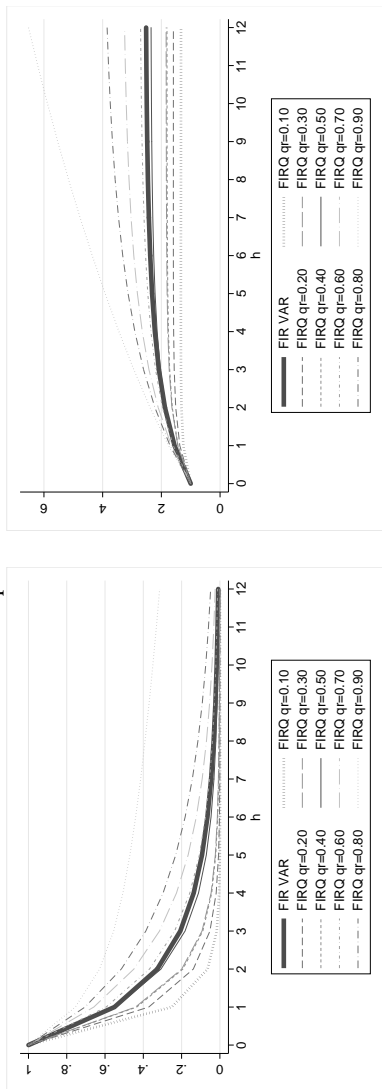 1
.8
.6
.4
.2
0
0 1 2 3 4 5 6 7 8 9 10 11 12
h
FIR VAR FIRQ qr=0.10
FIRQ qr=0.20 FIRQ qr=0.30
FIRQ qr=0.40 FIRQ qr=0.50
FIRQ qr=0.60 FIRQ qr=0.70
FIRQ qr=0.80 FIRQ qr=0.90
6
4
2
0
0 1 2 3 4 5 6 7 8 9 10 11 12
h
FIR VAR FIRQ qr=0.10
FIRQ qr=0.20 FIRQ qr=0.30
FIRQ qr=0.40 FIRQ qr=0.50
FIRQ qr=0.60 FIRQ qr=0.70
FIRQ qr=0.80 FIRQ qr=0.90